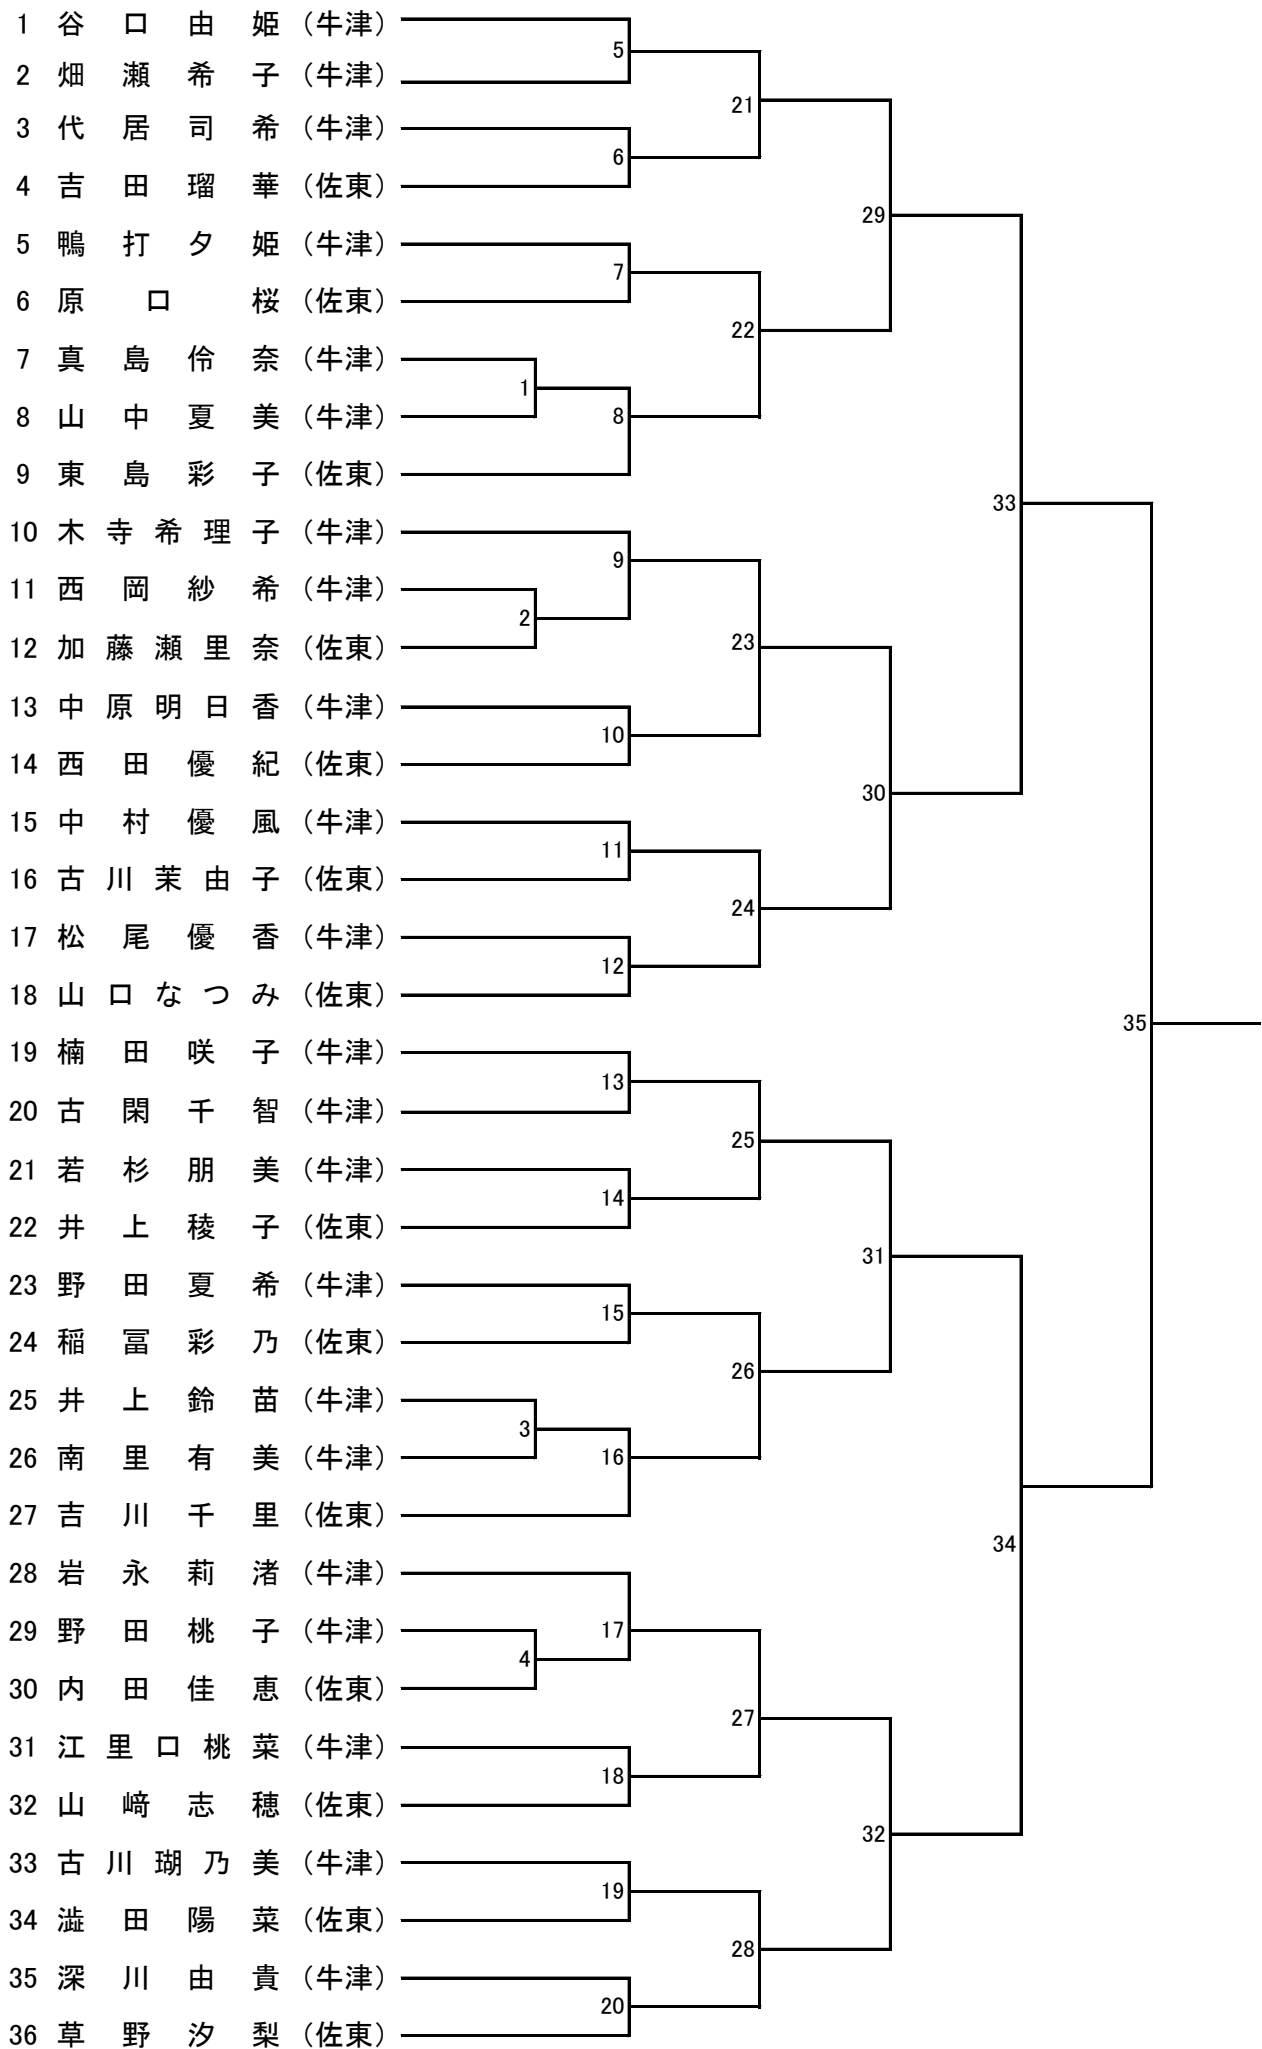 1 谷口由姫 (牛津)
5
2 畑瀬希子 (牛津)
21
3 代居司希 (牛津)
6
4 吉田瑠華 (佐東)
29
5 鴨打夕姫 (牛津)
7
6 原口桜 (佐東)
22
7 真島伶奈 (牛津)
1
8 山中夏美 (牛津)
8
9 東島彩子 (佐東)
33
10 木寺希理子 (牛津)
9
11 西岡紗希 (牛津)
2
12 加藤瀬里奈 (佐東)
23
13 中原明日香 (牛津)
10
14 西田優紀 (佐東)
30
15 中村優風 (牛津)
11
16 古川茉由子 (佐東)
24
17 松尾優香 (牛津)
12
18 山口なつみ (佐東)
35
19 楠田咲子 (牛津)
13
20 古閑千智 (牛津)
25
21 若杉朋美 (牛津)
14
22 井上稜子 (佐東)
31
23 野田夏希 (牛津)
15
24 稲冨彩乃 (佐東)
26
25 井上鈴苗 (牛津)
3
26 南里有美 (牛津)
16
27 吉川千里 (佐東)
34
28 岩永莉渚 (牛津)
29 野田桃子 (牛津)
17
4
30 内田佳恵 (佐東)
27
31 江里口桃菜 (牛津)
18
32 山﨑志穂 (佐東)
32
33 古川瑚乃美 (牛津)
19
34 澁田陽菜 (佐東)
28
35 深川由貴 (牛津)
20
36 草野汐梨 (佐東)